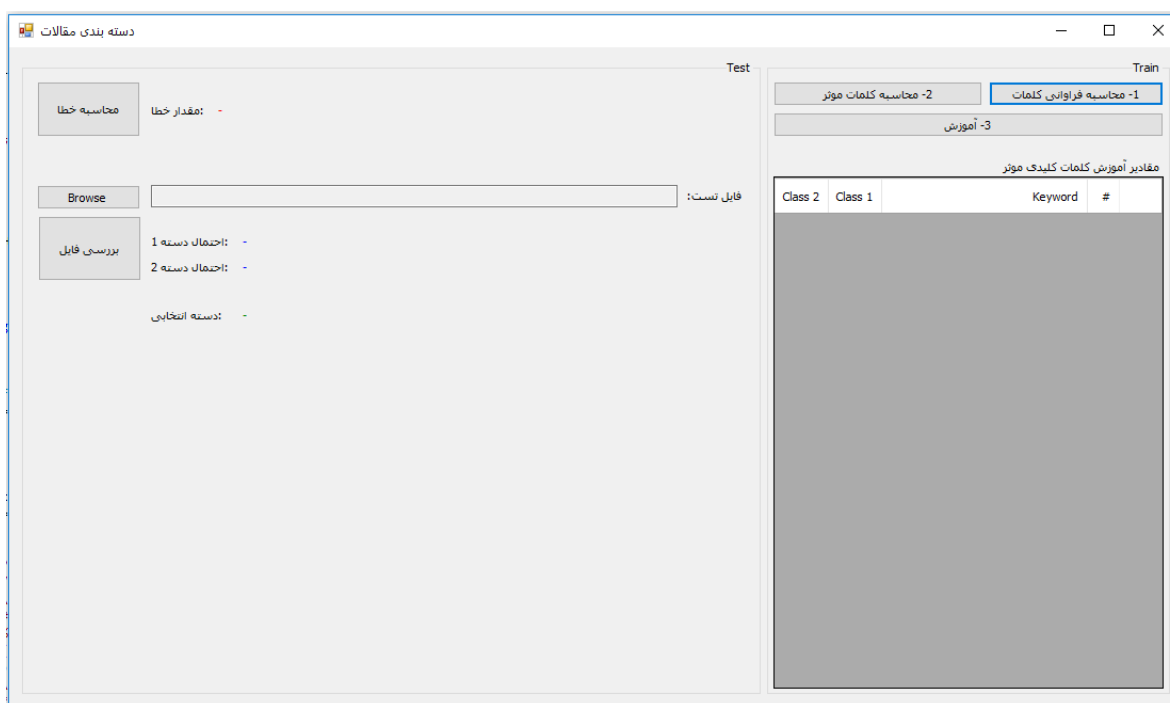 دسته بندی مقالات
Train
1- محاسبه فراوانی کلمات
2- محاسبه کلمات موثر
3- آموزش
مقادیر آموزش کلمات کلیدی موثر
# Keyword Class 1 Class 2
Test
محاسبه خطا
مقدار خطا: -
فایل تست:
Browse
بررسی فایل
احتمال دسته 1: -
احتمال دسته 2: -
دسته انتخابی: -